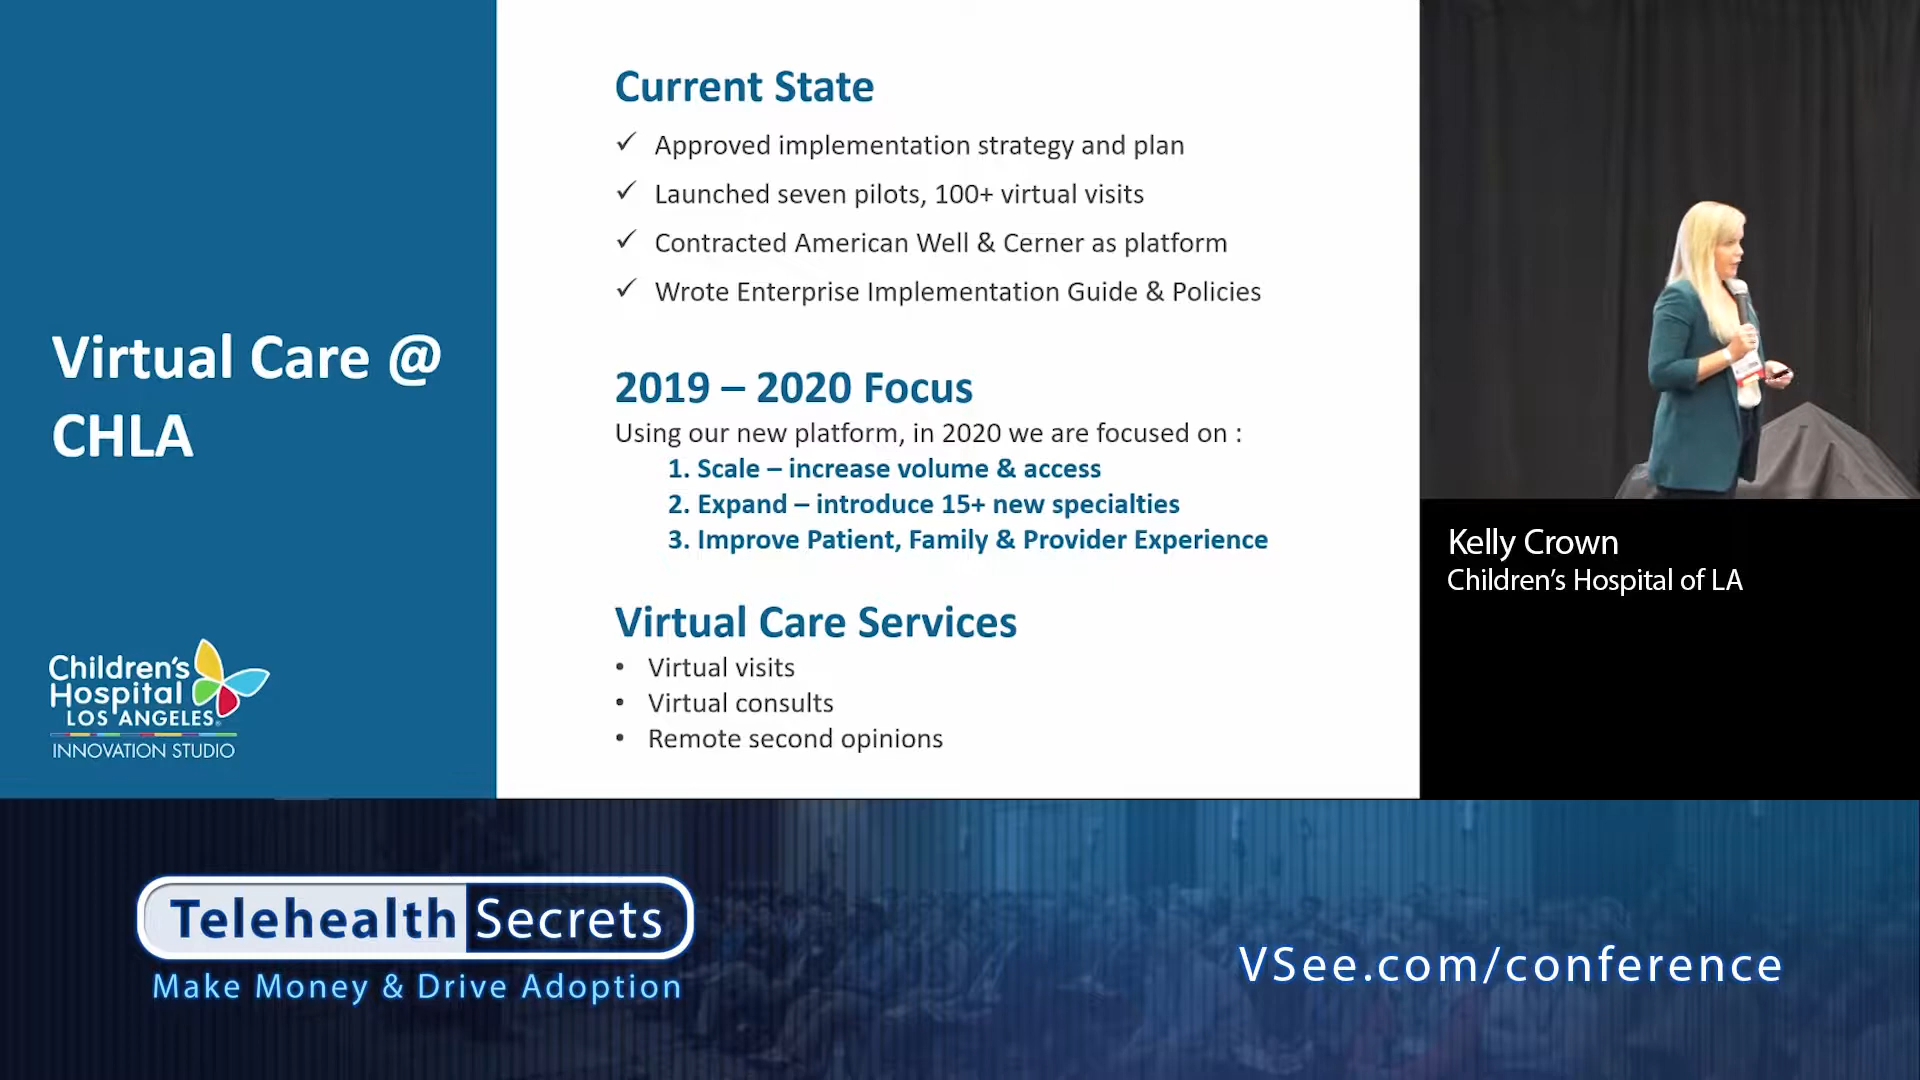 Virtual Care @
CHLA
Children's
Hospital
LOS ANGELES®
INNOVATION STUDIO
Current State
✓ Approved implementation strategy and plan
✓ Launched seven pilots, 100+ virtual visits
✓ Contracted American Well & Cerner as platform
✓ Wrote Enterprise Implementation Guide & Policies
2019 – 2020 Focus
Using our new platform, in 2020 we are focused on :
1. Scale – increase volume & access
2. Expand – introduce 15+ new specialties
3. Improve Patient, Family & Provider Experience
Virtual Care Services
• Virtual visits
• Virtual consults
• Remote second opinions
Kelly Crown
Children's Hospital of LA
Telehealth Secrets
Make Money & Drive Adoption
VSee.com/conference